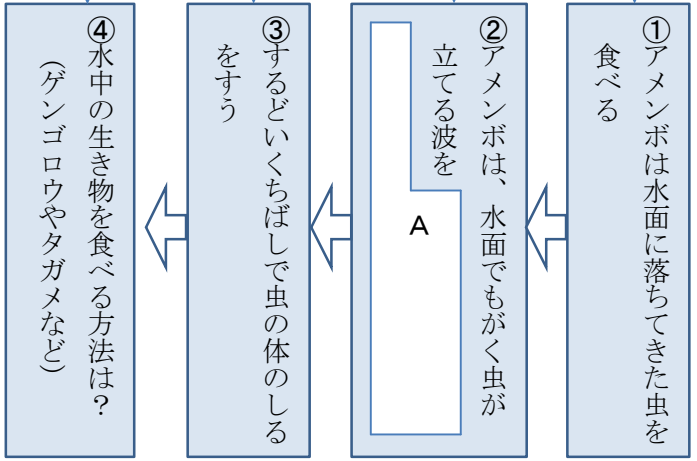 ①アメンボは水面に落ちてきた虫を
食べる
②アメンボは、水面でもがく虫が
立てる波を
A
③するどいくちばしで虫の体のしる
をすう
④水中の生き物を食べる方法は？
（ゲンゴロウやタガメなど）